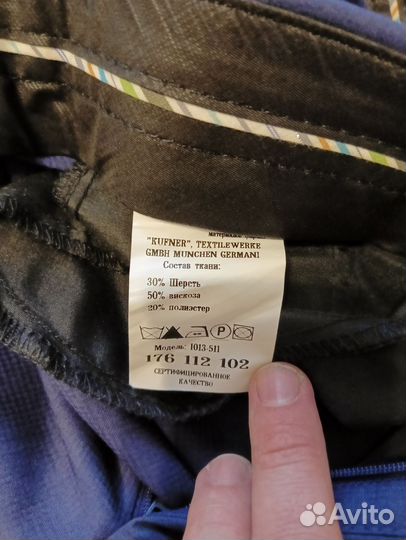 "KUFNER", TEXTILEWERKE
GMBH MUNCHEN GERMANI
Состав ткани:
30% Шерсть
50% вискоза
20% полиэстер
P
Модель: 1013-511
176 112 102
СЕРТИФИЦИРОВАННОЕ
КАЧЕСТВО
Avito